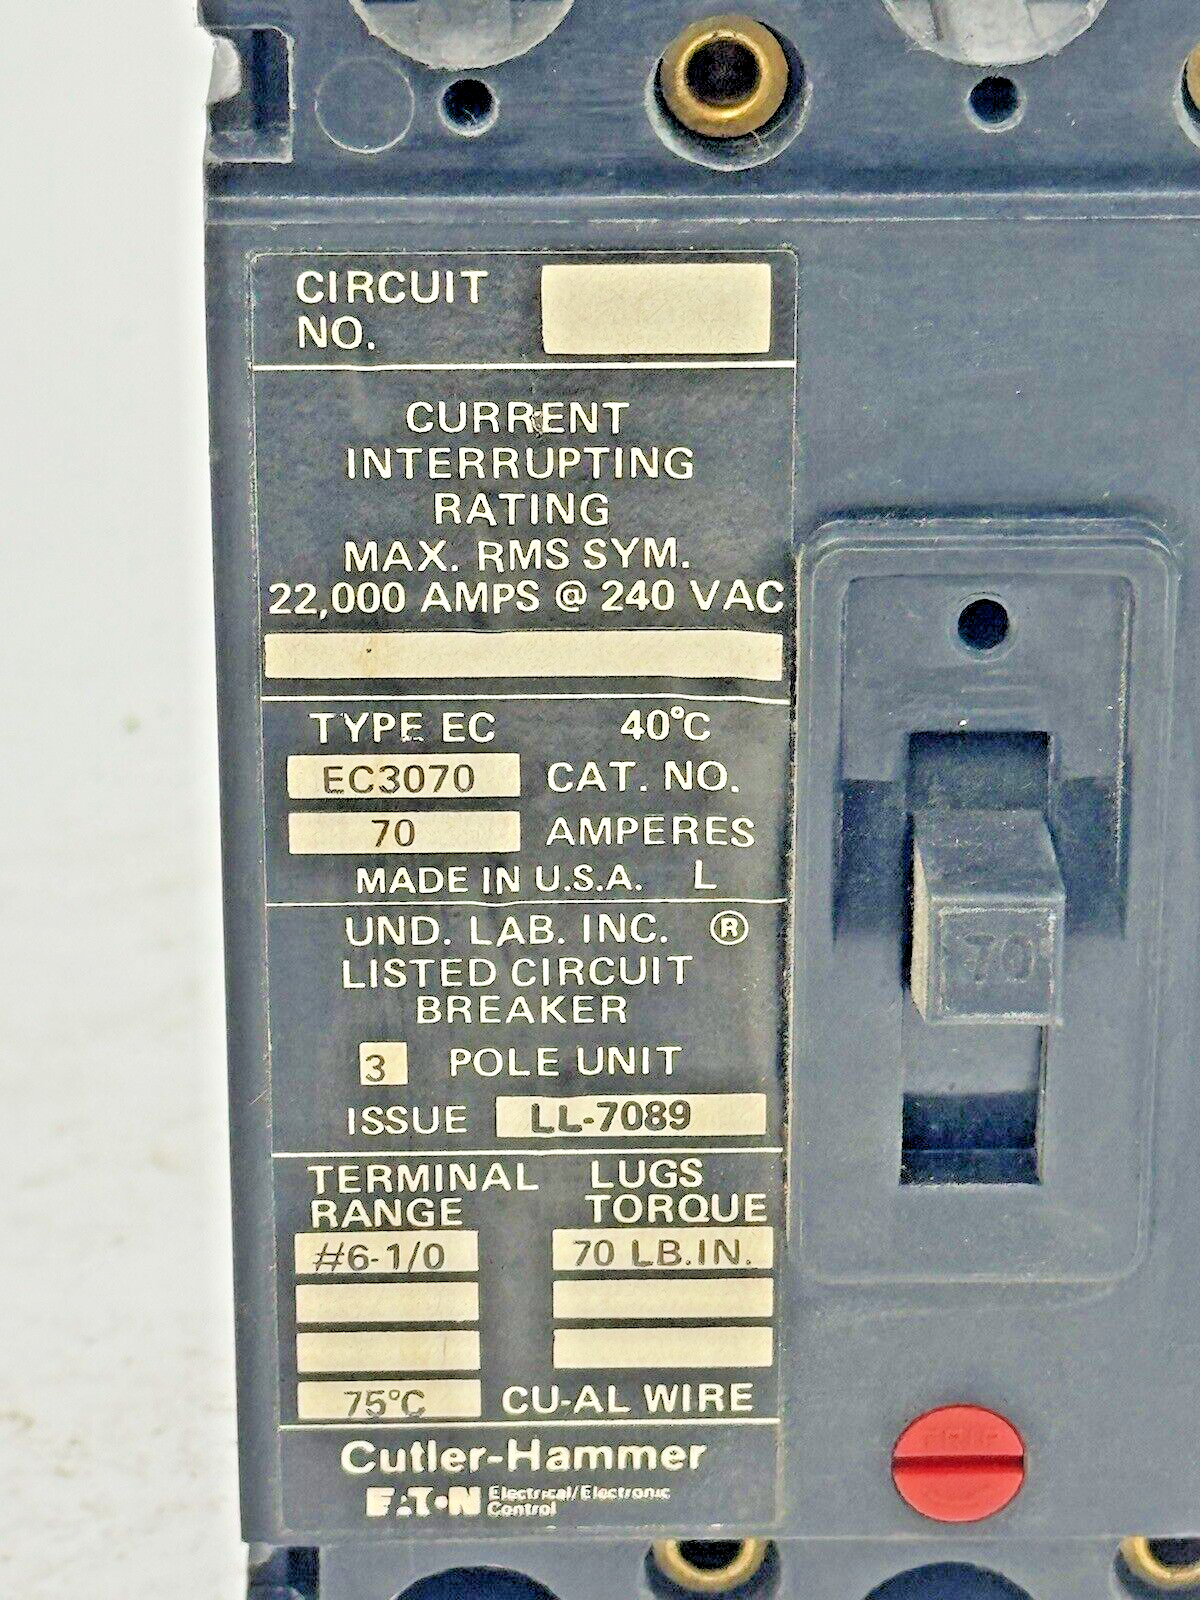 CIRCUIT
NO.
CURRENT
INTERRUPTING
RATING
MAX. RMS SYM.
22,000 AMPS @ 240 VAC
TYPE EC 40°C
EC3070 CAT. NO.
70 AMPERES
MADE IN U.S.A. L
UND. LAB. INC. ®
LISTED CIRCUIT
BREAKER
3 POLE UNIT
ISSUE LL-7089
TERMINAL LUGS
RANGE TORQUE
#6-1/0 70 LB.IN.
75°C CU-AL WIRE
Cutler-Hammer
EATON Electrical/Electronic
Control
70